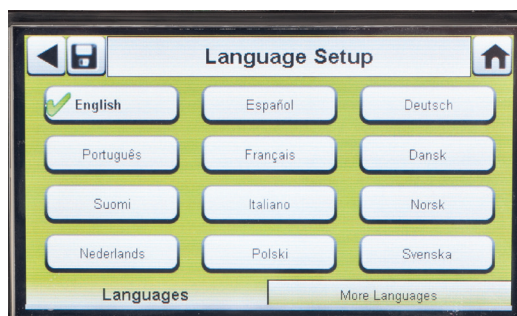 Language Setup
English Español Deutsch
Português Français Dansk
Suomi Italiano Norsk
Nederlands Polski Svenska
Languages More Languages